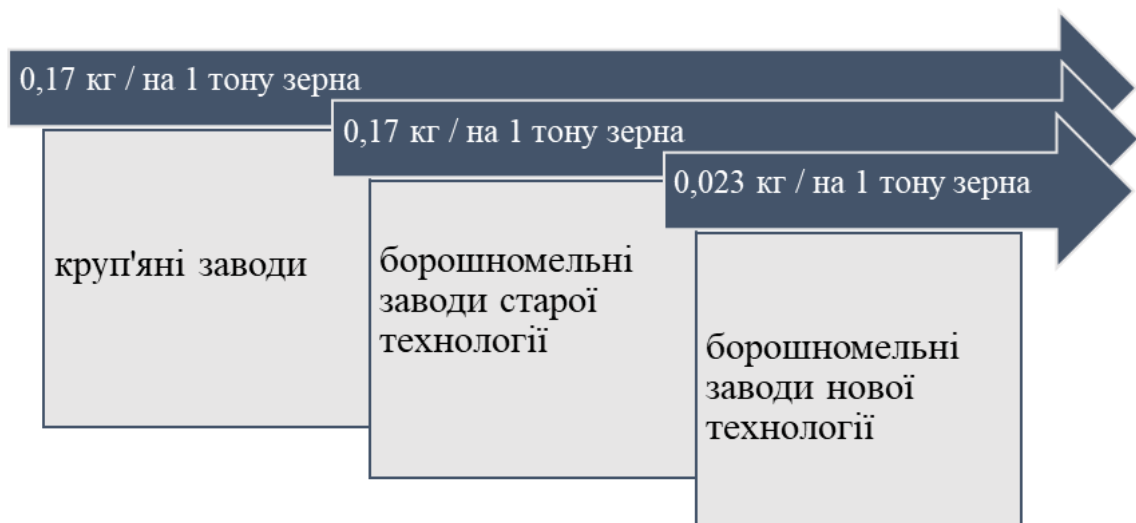 0,17 кг / на 1 тону зерна
круп'яні заводи
0,17 кг / на 1 тону зерна
борошномельні
заводи старої
технології
0,023 кг / на 1 тону зерна
борошномельні
заводи нової
технології